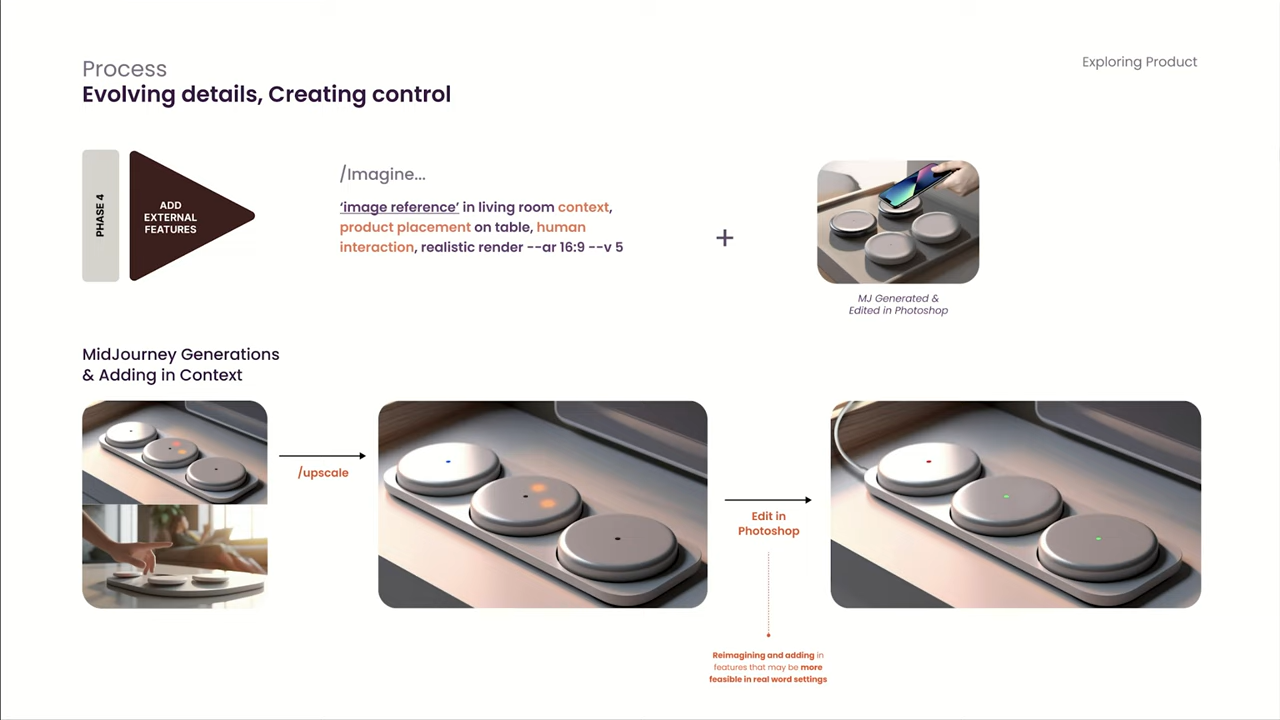 Process
Evolving details, Creating control
Exploring Product
PHASE 4
ADD
EXTERNAL
FEATURES
/Imagine...
‘image reference’ in living room context,
product placement on table, human
interaction, realistic render --ar 16:9 --v 5
+
MJ Generated &
Edited in Photoshop
MidJourney Generations
& Adding in Context
/upscale
Edit in
Photoshop
Reimagining and adding in
features that may be more
feasible in real word settings